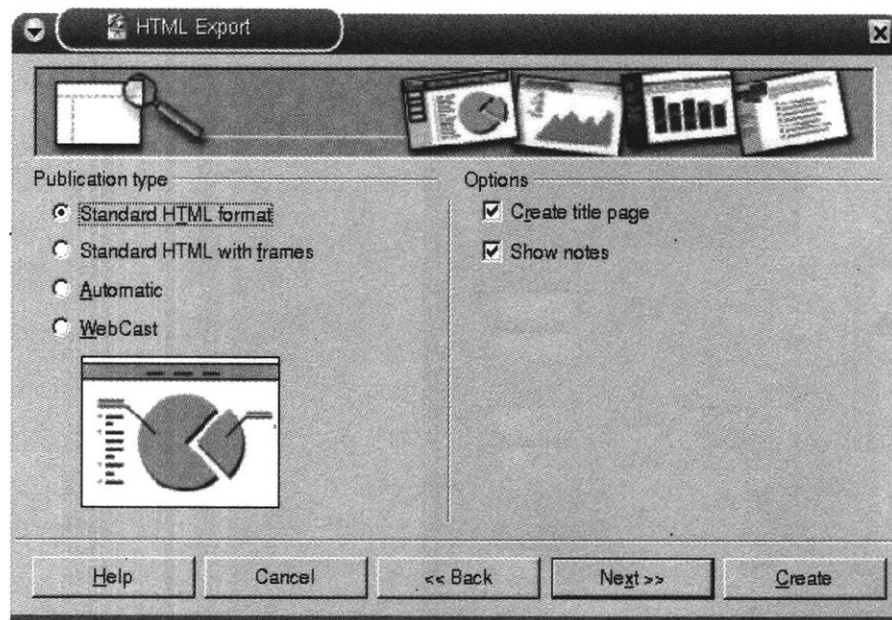 HTML Export
Publication type
Standard HTML format
Standard HTML with frames
Automatic
WebCast
Options
Create title page
Show notes
Help
Cancel
<< Back
Next >>
Create